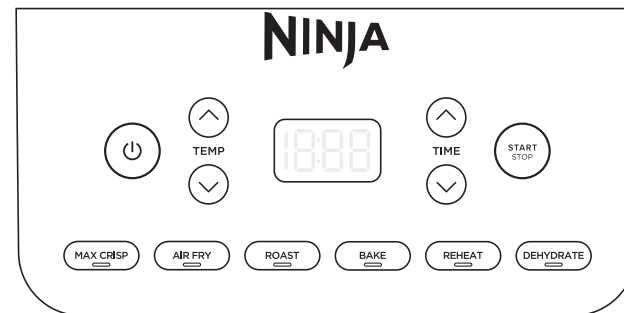 NINJA
TEMP
18:88
TIME
START
STOP
MAX CRISP
AIR FRY
ROAST
BAKE
REHEAT
DEHYDRATE